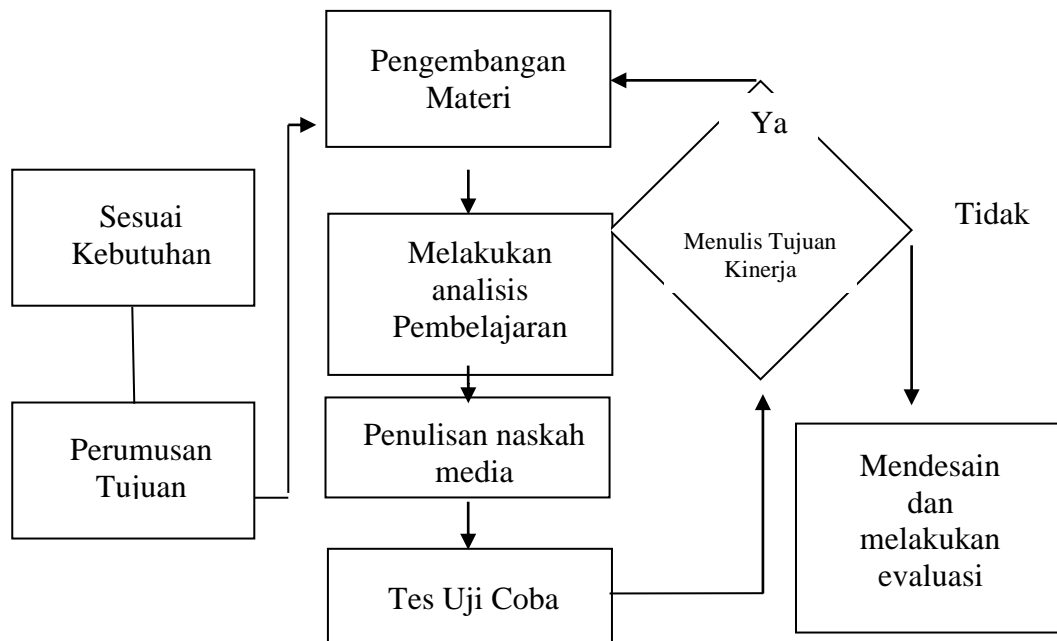 Sesuai
Kebutuhan
Perumusan
Tujuan
Pengembangan
Materi
Melakukan
analisis
Pembelajaran
Penulisan naskah
media
Tes Uji Coba
Ya
Menulis Tujuan
Kinerja
Tidak
Mendesain
dan
melakukan
evaluasi